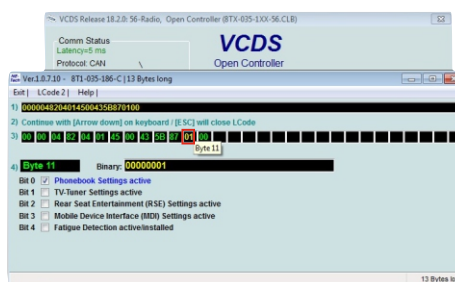 VCDS Release 18.2.0: 56-Radio, Open Controller (8TX-035-1XX-56.CLB)
Comm Status
Latency=5 ms
Protocol: CAN
VCDS
Open Controller
Ver.1.0.7.10 - 8T1-035-186-C | 13 Bytes long
Exit | LCode 2 | Help |
1) 0000048204014500435B870100
2) Continue with [Arrow down] on keyboard / [ESC] will close LCode
3) 00 00 04 82 04 01 45 00 43 5B 87 01 00
Byte 11
4) Byte 11 Binary: 00000001
Bit 0 Phonebook Settings active
Bit 1 TV-Tuner Settings active
Bit 2 Rear Seat Entertainment (RSE) Settings active
Bit 3 Mobile Device Interface (MDI) Settings active
Bit 4 Fatigue Detection active/installed
13 Bytes lo